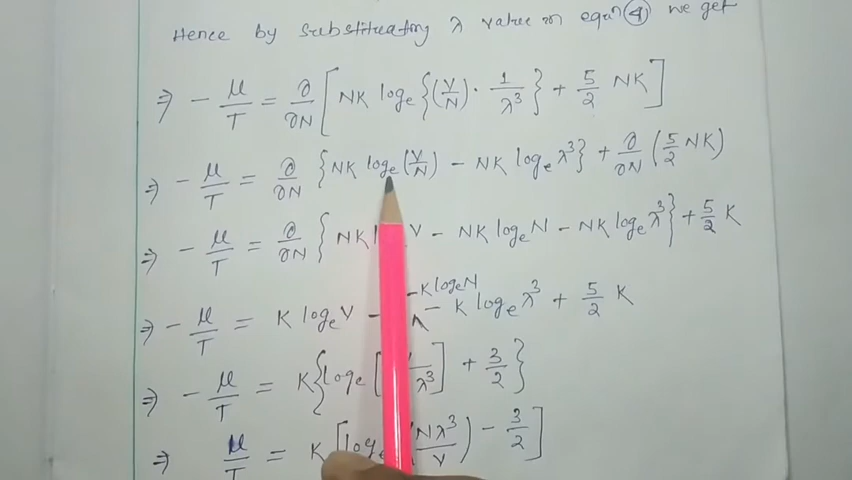 Hence by substituating λ value in equn ④ we get
⇒ - μ/T = ∂/∂N [ NK logₑ { (V/N) · 1/λ³ } + 5/2 NK ]
⇒ - μ/T = ∂/∂N { NK logₑ (V/N) - NK logₑ λ³ } + ∂/∂N ( 5/2 NK )
⇒ - μ/T = ∂/∂N { NK l V - NK logₑ N - NK logₑ λ³ } + 5/2 K
⇒ - μ/T = K logₑ V - - K logₑ N - K logₑ λ³ + 5/2 K
⇒ - μ/T = K { logₑ [ λ³ ] + 3/2 }
⇒ μ/T = K [ logₑ ( Nλ³/V ) - 3/2 ]